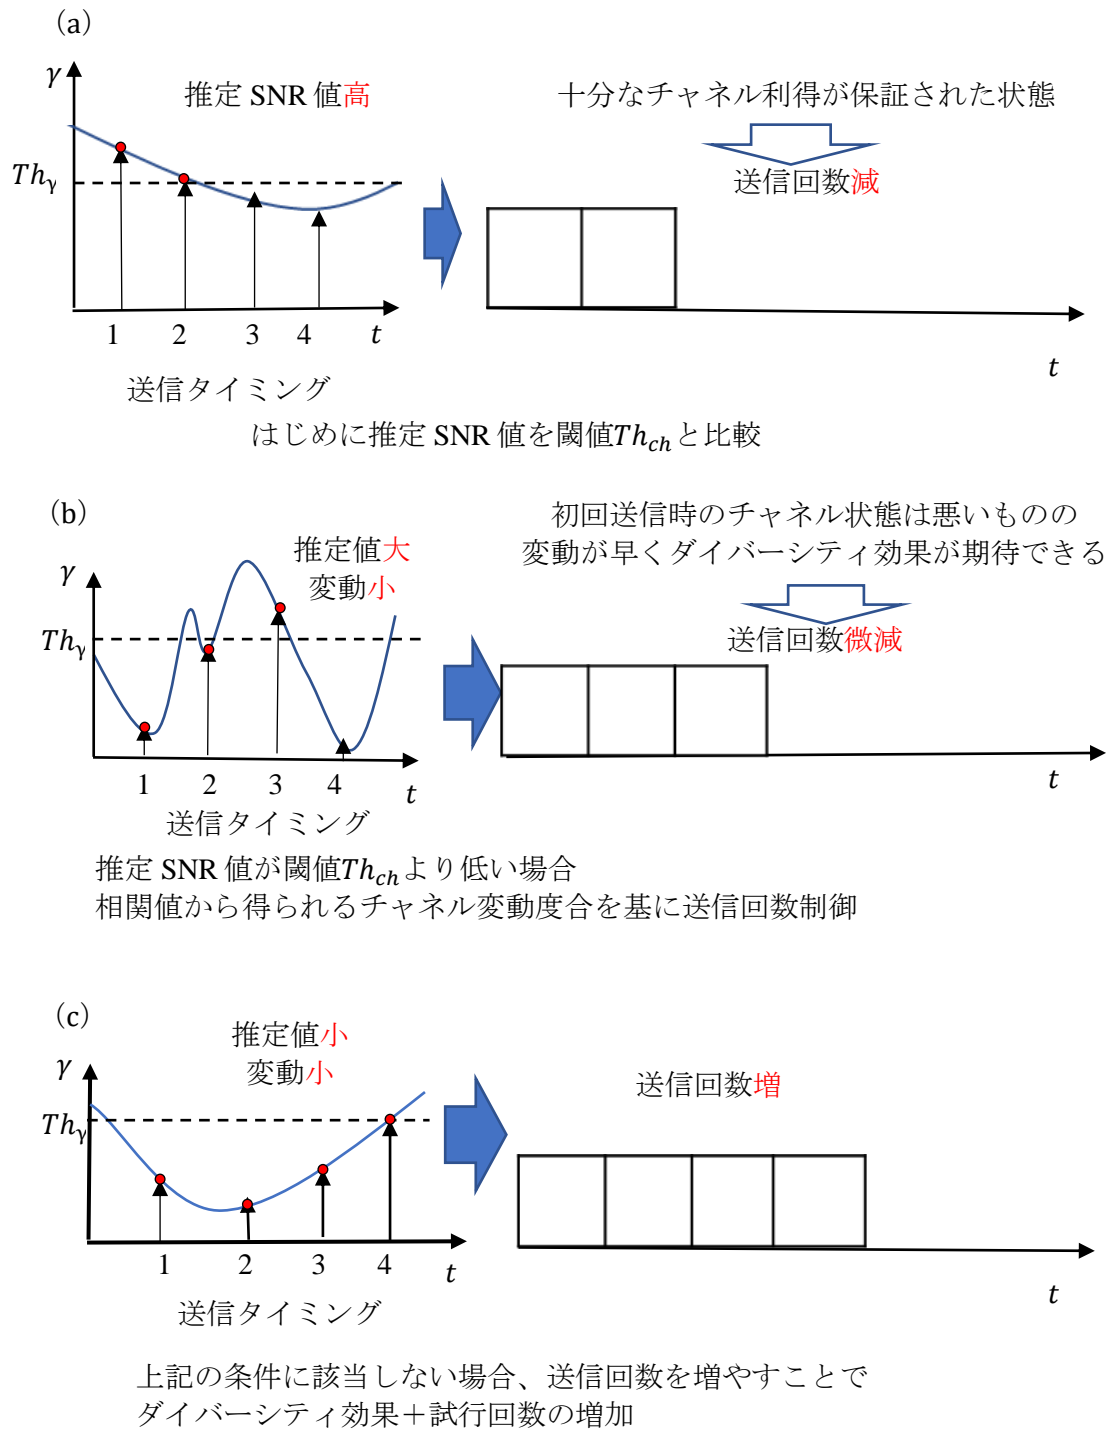 (a)
γ
推定 SNR 値高
十分なチャネル利得が保証された状態
Thγ
送信回数減
1 2 3 4 t
t
送信タイミング
はじめに推定 SNR 値を閾値Thchと比較
(b)
初回送信時のチャネル状態は悪いものの
変動が早くダイバーシティ効果が期待できる
推定値大
変動小
γ
Thγ
送信回数微減
1 2 3 4 t
t
送信タイミング
推定 SNR 値が閾値Thchより低い場合
相関値から得られるチャネル変動度合を基に送信回数制御
(c)
推定値小
変動小
γ
送信回数増
Thγ
1 2 3 4 t
t
送信タイミング
上記の条件に該当しない場合、送信回数を増やすことで
ダイバーシティ効果＋試行回数の増加